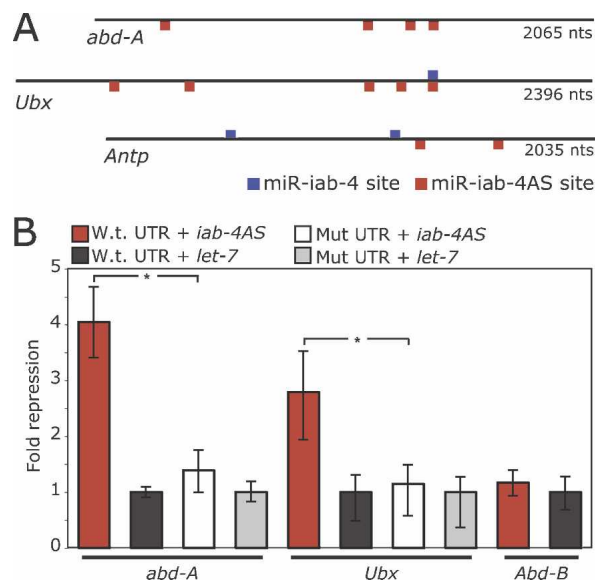 A
abd-A
2065 nts
Ubx
2396 nts
Antp
2035 nts
miR-iab-4 site miR-iab-4AS site
B
W.t. UTR + iab-4AS Mut UTR + iab-4AS
W.t. UTR + let-7 Mut UTR + let-7
Fold repression
5
4
3
2
1
0
*
*
abd-A Ubx Abd-B